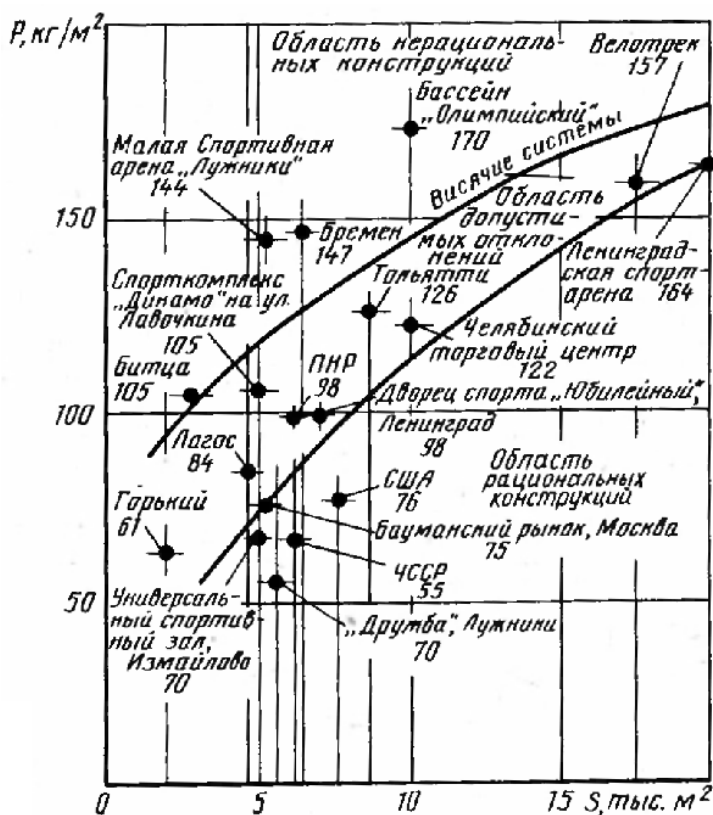 P, кг/м²
Область нерациональ-
ных конструкций
Велотрек
157
Бассейн
„Олимпийский"
170
Малая Спортивная
арена „Лужники"
144
Висячие системы
Область
допусти-
мых откло-
нений
150
Бремен
147
Тольятти
126
Ленинград-
ская спорт-
арена 164
Спорткомплекс
„Динамо" на ул.
Лавочкина
105
Челябинский
торговый центр
122
Битца
105
ПНР
98
Дворец спорта „Юбилейный",
Ленинград
98
100
Лагос
84
США
76
Область
рациональных
конструкций
Горький
61
Бауманский рынак, Москва
75
ЧССР
55
50
Универсаль-
ный спортив-
ный зал,
Измайлово
70
„Дружба", Лужники
70
0
5
10
15
S, тыс. м²